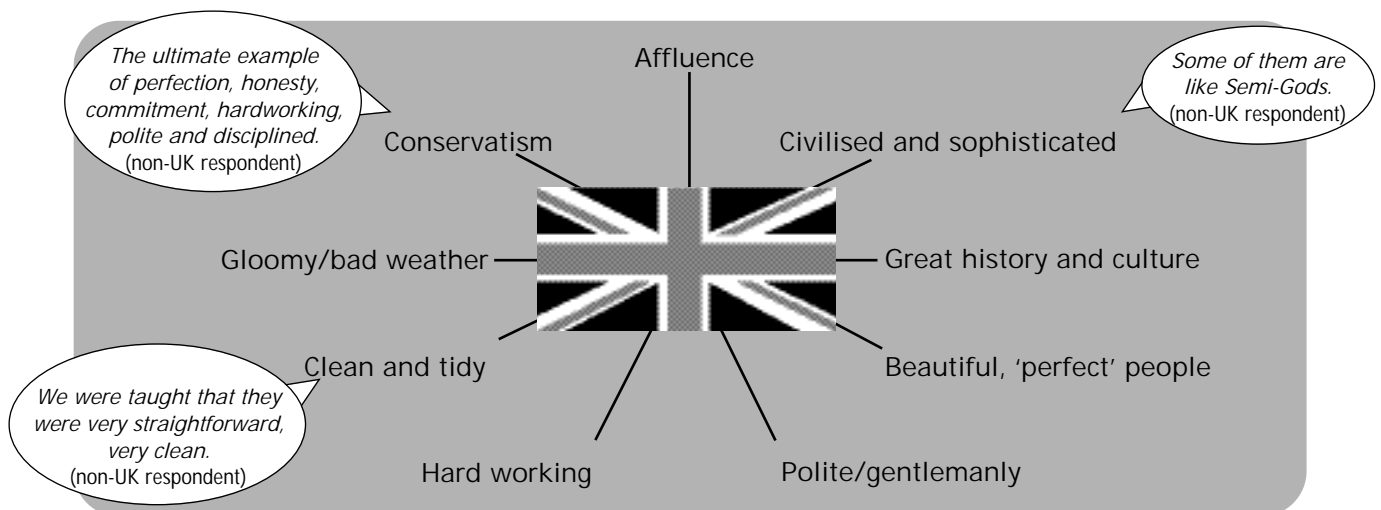 The ultimate example
of perfection, honesty,
commitment, hardworking,
polite and disciplined.
(non-UK respondent)
Affluence
Some of them are
like Semi-Gods.
(non-UK respondent)
Conservatism
Civilised and sophisticated
Gloomy/bad weather
Great history and culture
Clean and tidy
Beautiful, ‘perfect’ people
We were taught that they
were very straightforward,
very clean.
(non-UK respondent)
Hard working
Polite/gentlemanly